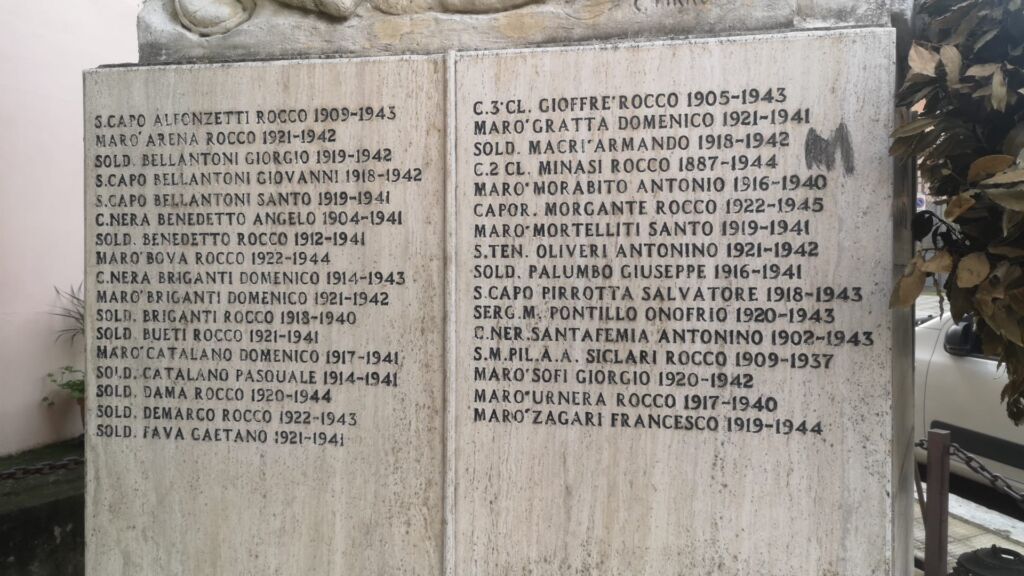 S.CAPO ALFONZETTI ROCCO 1909-1943
MARO' ARENA ROCCO 1921-1942
SOLD. BELLANTONI GIORGIO 1919-1942
S.CAPO BELLANTONI GIOVANNI 1918-1942
S.CAPO BELLANTONI SANTO 1919-1941
C.NERA BENEDETTO ANGELO 1904-1941
SOLD. BENEDETTO ROCCO 1912-1941
MARO' BOVA ROCCO 1922-1944
C.NERA BRIGANTI DOMENICO 1914-1943
MARO' BRIGANTI DOMENICO 1921-1942
SOLD. BRIGANTI ROCCO 1918-1940
SOLD. BUETI ROCCO 1921-1941
MARO' CATALANO DOMENICO 1917-1941
SOLD. CATALANO PASQUALE 1914-1941
SOLD. DAMA ROCCO 1920-1944
SOLD. DEMARCO ROCCO 1922-1943
SOLD. FAVA GAETANO 1921-1941
C.3ª CL. GIOFFRE' ROCCO 1905-1943
MARO' GRATTA DOMENICO 1921-1941
SOLD. MACRI' ARMANDO 1918-1942
C.2 CL. MINASI ROCCO 1887-1944
MARO' MORABITO ANTONIO 1916-1940
CAPOR. MORGANTE ROCCO 1922-1945
MARO' MORTELLITI SANTO 1919-1941
S.TEN. OLIVERI ANTONINO 1921-1942
SOLD. PALUMBO GIUSEPPE 1916-1941
S.CAPO PIRROTTA SALVATORE 1918-1943
SERG.M. PONTILLO ONOFRIO 1920-1943
C.NER.SANTAFEMIA ANTONINO 1902-1943
S.M.PIL.A.A. SICLARI ROCCO 1909-1937
MARO' SOFI GIORGIO 1920-1942
MARO' URNERA ROCCO 1917-1940
MARO' ZAGARI FRANCESCO 1919-1944